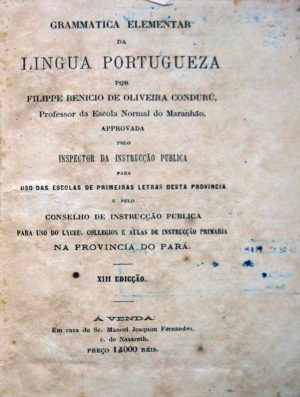 GRAMMATICA ELEMENTAR
DA
LINGUA PORTUGUEZA
POR
FILIPPE BENICIO DE OLIVEIRA CONDURÚ,
Professor da Escola Normal do Maranhão,
APPROVADA
PELO
INSPECTOR DA INSTRUCÇÃO PUBLICA
PARA
USO DAS ESCOLAS DE PRIMEIRAS LETRAS DESTA PROVINCIA
E PELO
CONSELHO DE INSTRUCÇÃO PUBLICA
PARA USO DO LYCEU, COLLEGIOS E AULAS DE INSTRUCÇÃO PRIMARIA
NA PROVINCIA DO PARÁ.
XIII EDICÇÃO.
A VENDA:
Em casa do Sr. Manoel Joaquim Fernandes,
r. de Nazareth.
PREÇO 1$000 RÉIS.